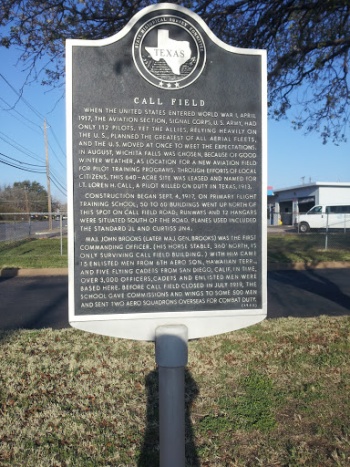 TEXAS
CALL FIELD
WHEN THE UNITED STATES ENTERED WORLD WAR I, APRIL
1917, THE AVIATION SECTION, SIGNAL CORPS, U.S. ARMY, HAD
ONLY 112 PILOTS. YET THE ALLIES, RELYING HEAVILY ON
THE U.S., PLANNED THE GREATEST OF ALL AERIAL FLEETS,
AND THE U.S. MOVED AT ONCE TO MEET THE EXPECTATIONS.
IN AUGUST, WICHITA FALLS WAS CHOSEN, BECAUSE OF GOOD
WINTER WEATHER, AS LOCATION FOR A NEW AVIATION FIELD
FOR PILOT TRAINING PROGRAMS. THROUGH EFFORTS OF LOCAL
CITIZENS, THIS 640-ACRE SITE WAS LEASED AND NAMED FOR
LT. LOREN H. CALL, A PILOT KILLED ON DUTY IN TEXAS, 1913.
CONSTRUCTION BEGAN SEPT. 4, 1917, ON PRIMARY FLIGHT
TRAINING SCHOOL; 50 TO 60 BUILDINGS WENT UP NORTH OF
THIS SPOT ON CALL FIELD ROAD; RUNWAYS AND 12 HANGARS
WERE SITUATED SOUTH OF THE ROAD. PLANES USED INCLUDED
THE STANDARD J1 AND CURTISS JN4.
MAJ. JOHN BROOKS (LATER MAJ. GEN. BROOKS) WAS THE FIRST
COMMANDING OFFICER. (HIS HORSE STABLE, 300' NORTH, IS
ONLY SURVIVING CALL FIELD BUILDING.) WITH HIM CAME
15 ENLISTED MEN FROM 6TH AERO SQN., HAWAIIAN TERR.,
AND FIVE FLYING CADETS FROM SAN DIEGO, CALIF. IN TIME,
OVER 3,000 OFFICERS, CADETS AND ENLISTED MEN WERE
BASED HERE. BEFORE CALL FIELD CLOSED IN JULY 1919, THE
SCHOOL GAVE COMMISSIONS AND WINGS TO SOME 500 MEN
AND SENT TWO AERO SQUADRONS OVERSEAS FOR COMBAT DUTY.